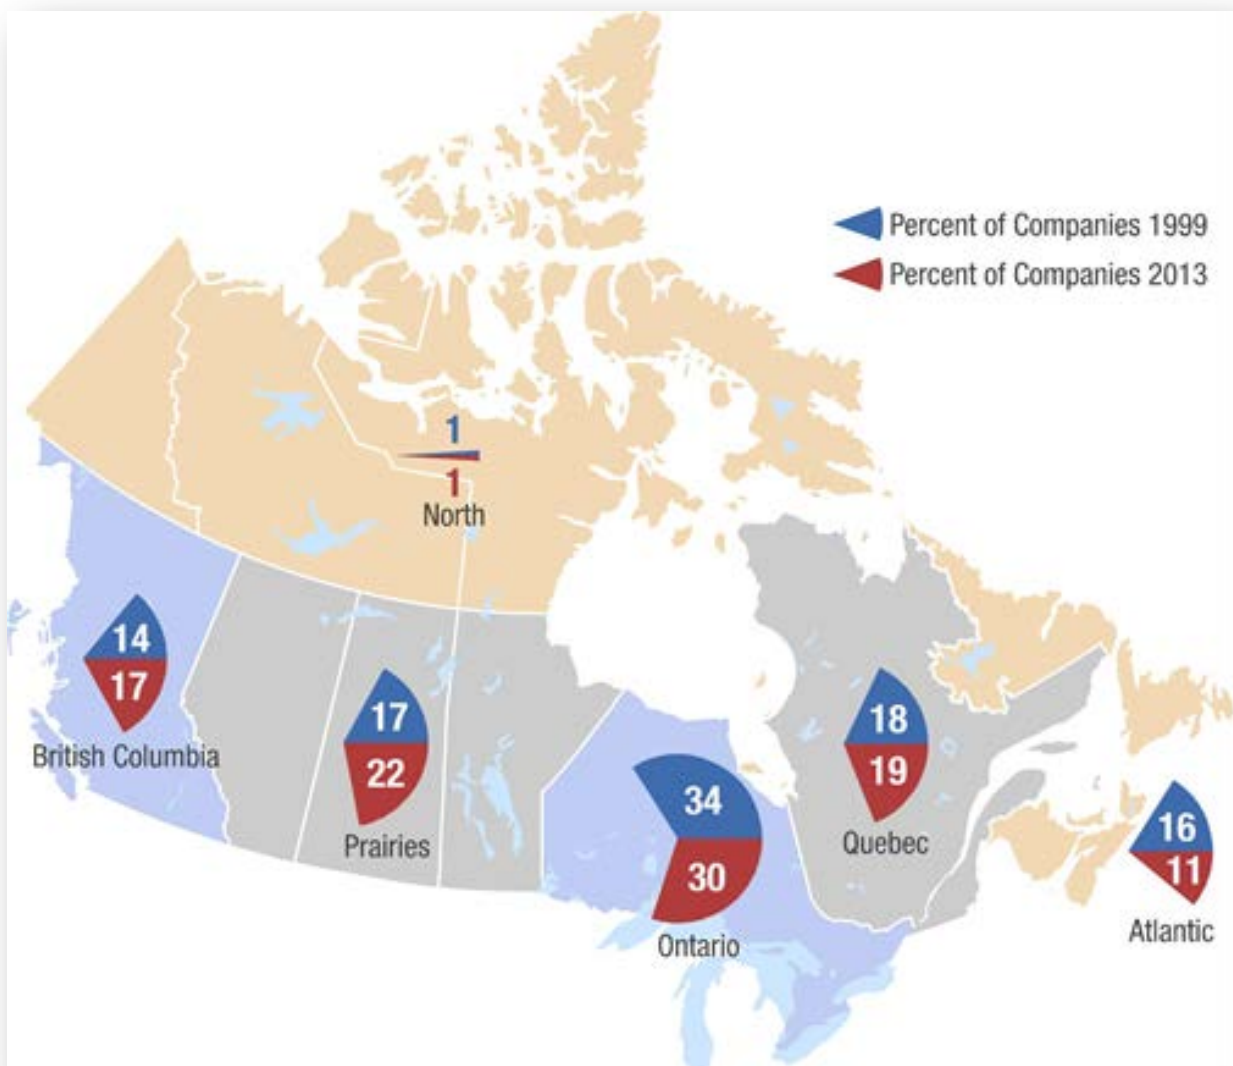 Percent of Companies 1999
Percent of Companies 2013
1
1
North
14
17
British Columbia
17
22
Prairies
34
30
Ontario
18
19
Quebec
16
11
Atlantic